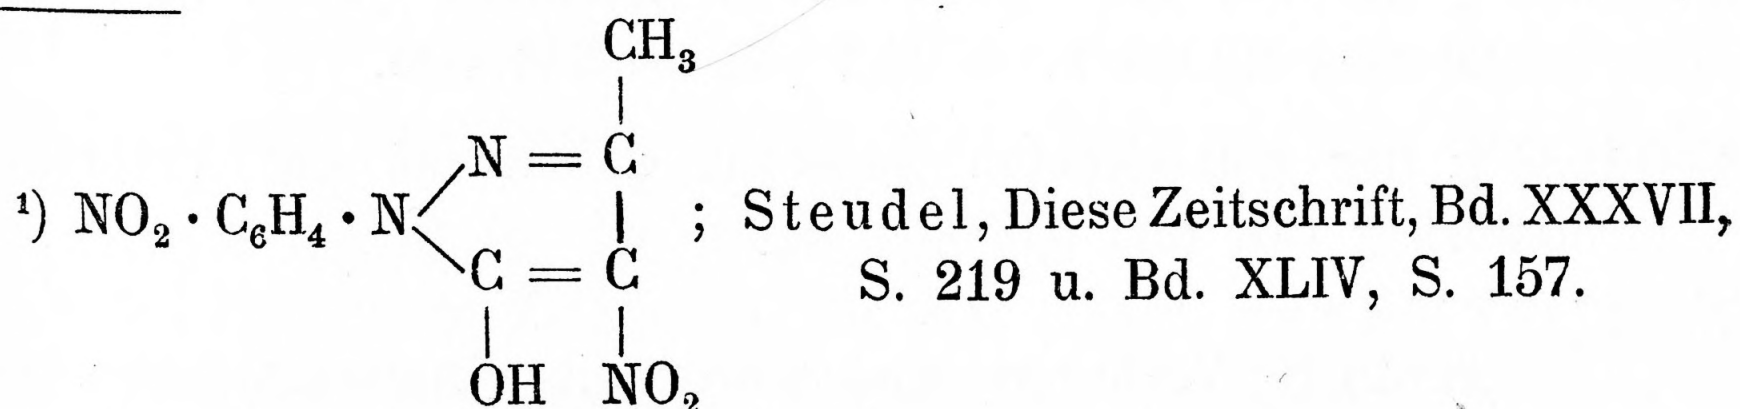 CH₃
N = C
¹) NO₂ · C₆H₄ · N ; Steudel, Diese Zeitschrift, Bd. XXXVII,
C = C S. 219 u. Bd. XLIV, S. 157.
OH NO₂